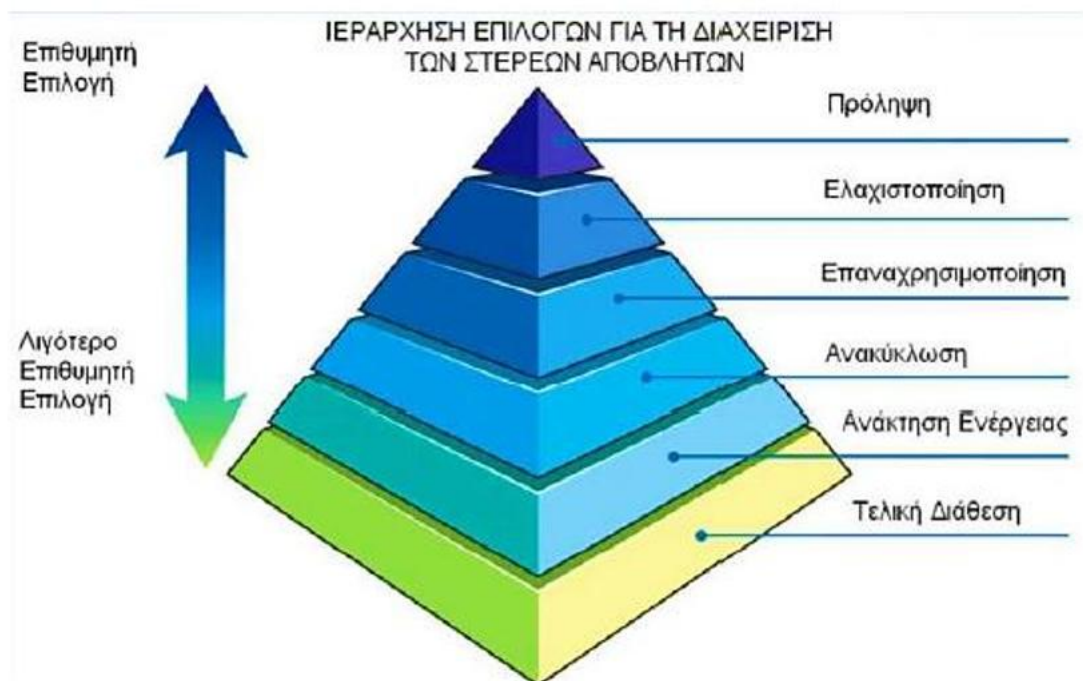 ΙΕΡΑΡΧΗΣΗ ΕΠΙΛΟΓΩΝ ΓΙΑ ΤΗ ΔΙΑΧΕΙΡΙΣΗ
ΤΩΝ ΣΤΕΡΕΩΝ ΑΠΟΒΛΗΤΩΝ
Επιθυμητή
Επιλογή
Λιγότερο
Επιθυμητή
Επιλογή
Πρόληψη
Ελαχιστοποίηση
Επαναχρησιμοποίηση
Ανακύκλωση
Ανάκτηση Ενέργειας
Τελική Διάθεση